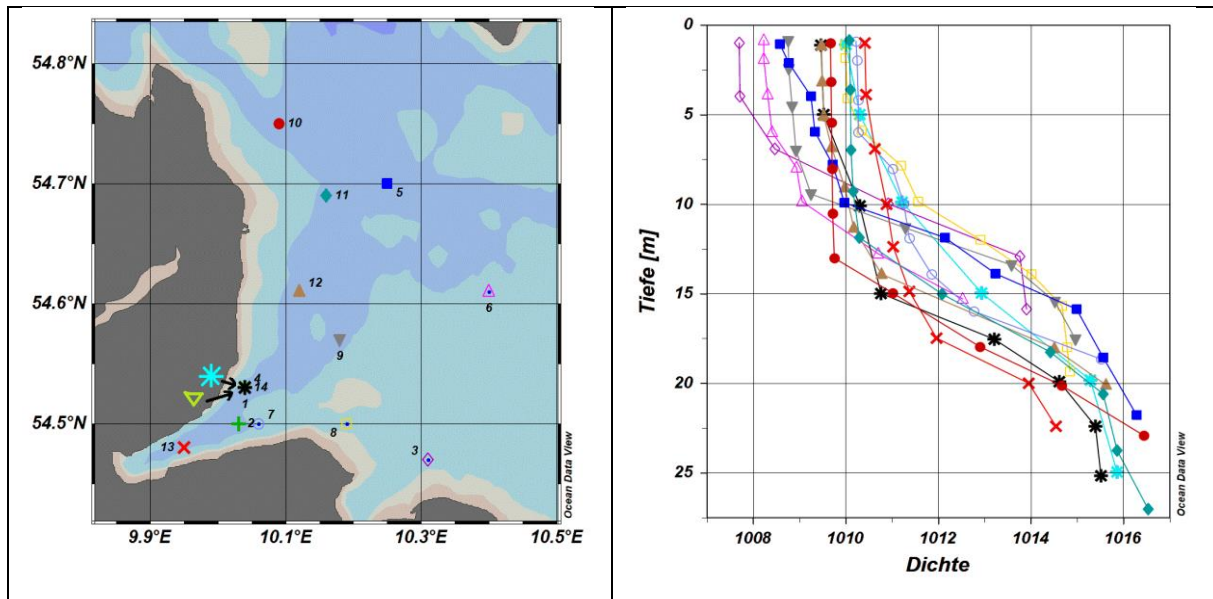 54.8°N
54.7°N
54.6°N
54.5°N
9.9°E
10.1°E
10.3°E
10.5°E
10
11
5
12
6
9
4
14
1
2
7
8
13
3
Ocean Data View
0
5
10
15
20
25
Tiefe [m]
1008
1010
1012
1014
1016
Dichte
Ocean Data View